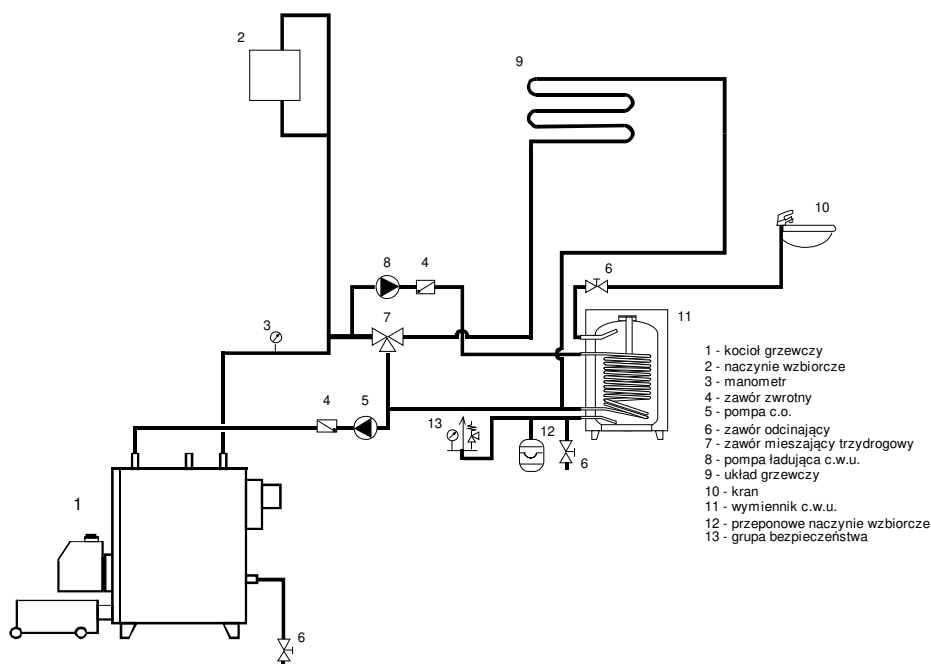 2
9
10
8
4
6
7
11
3
4
5
13
12
6
1
6
1 - kocioł grzewczy
2 - naczynie wzbiorcze
3 - manometr
4 - zawór zwrotny
5 - pompa c.o.
6 - zawór odcinający
7 - zawór mieszający trzydrogowy
8 - pompa ładująca c.w.u.
9 - układ grzewczy
10 - kran
11 - wymiennik c.w.u.
12 - przeponowe naczynie wzbiorcze
13 - grupa bezpieczeństwa